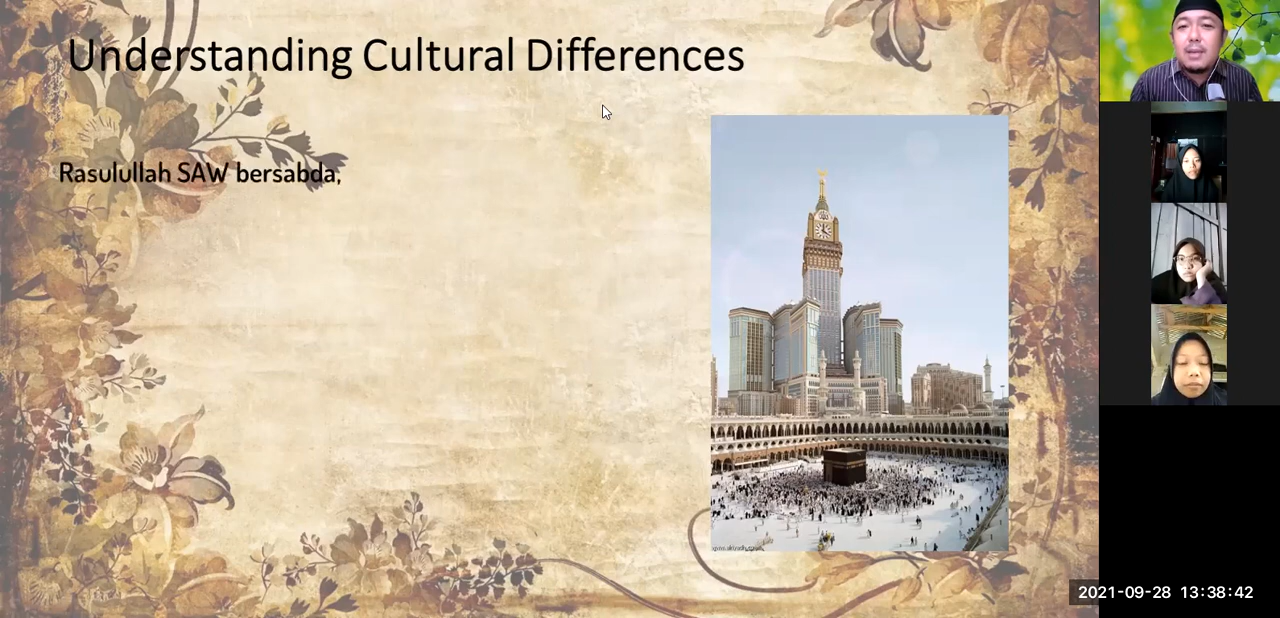 Understanding Cultural Differences
Rasulullah SAW bersabda,
2021-09-28 13:38:42